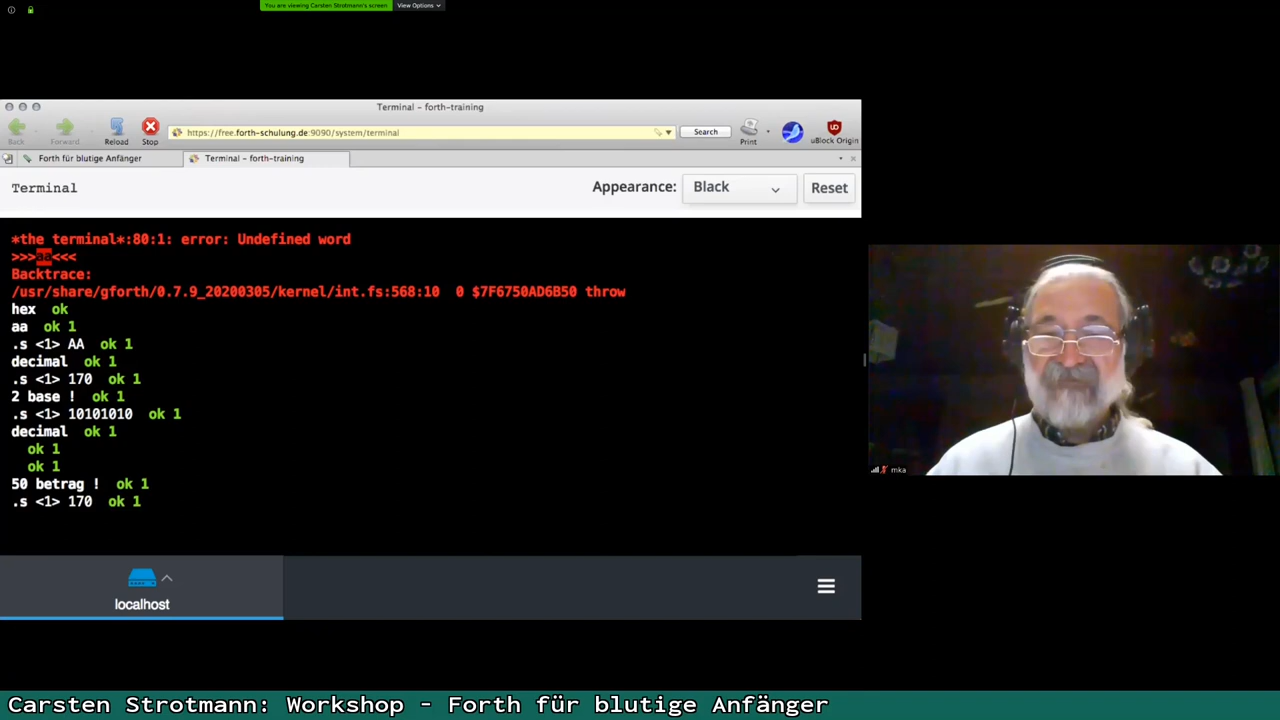 You are viewing Carsten Strotmann's screen View Options
Terminal - forth-training
Back Forward Reload Stop https://free.forth-schulung.de:9090/system/terminal Search Print uBlock Origin
Forth für blutige Anfänger Terminal - forth-training
Terminal Appearance: Black Reset
*the terminal*:80:1: error: Undefined word
>>>aa<<<
Backtrace:
/usr/share/gforth/0.7.9_20200305/kernel/int.fs:568:10 0 $7F6750AD6B50 throw
hex ok
aa ok 1
.s <1> AA ok 1
decimal ok 1
.s <1> 170 ok 1
2 base ! ok 1
.s <1> 10101010 ok 1
decimal ok 1
ok 1
ok 1
50 betrag ! ok 1
.s <1> 170 ok 1
mka
localhost
Carsten Strotmann: Workshop - Forth für blutige Anfänger